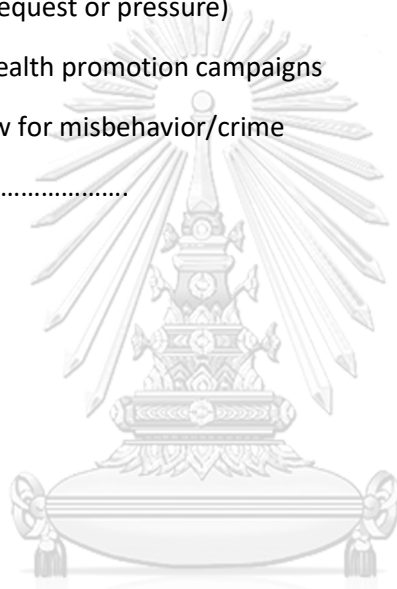 equest or pressure)
ealth promotion campaigns
w for misbehavior/crime
………………….